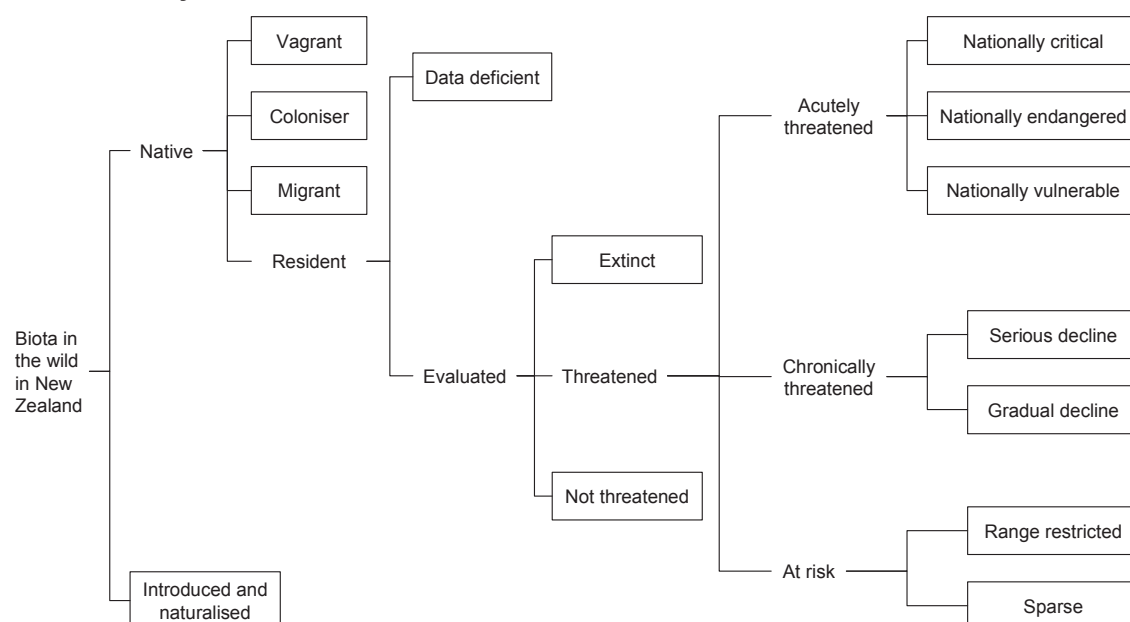 Vagrant
Coloniser
Native
Migrant
Resident
Biota in
the wild
in New
Zealand
Introduced and
naturalised
Data deficient
Evaluated
Extinct
Threatened
Not threatened
Acutely
threatened
Nationally critical
Nationally endangered
Nationally vulnerable
Chronically
threatened
Serious decline
Gradual decline
At risk
Range restricted
Sparse